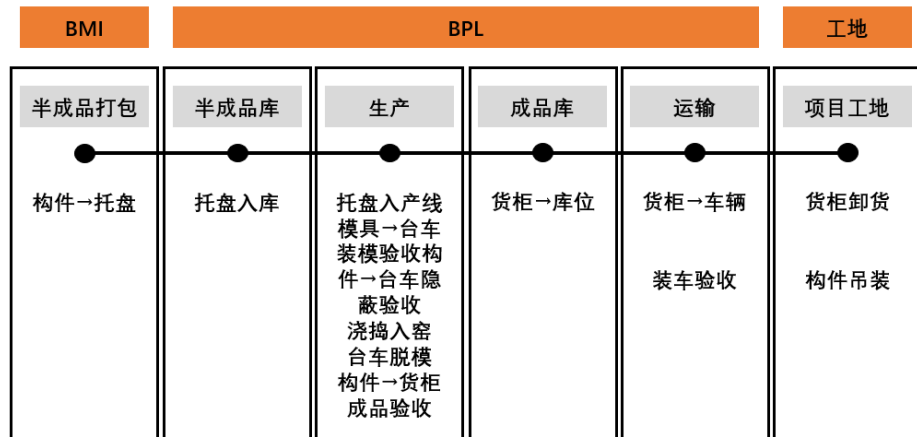 BMI
BPL
工地
半成品打包
半成品库
生产
成品库
运输
项目工地
构件→托盘
托盘入库
托盘入产线
模具→台车
装模验收构
件→台车隐
蔽验收
浇捣入窑
台车脱模
构件→货柜
成品验收
货柜→库位
货柜→车辆
装车验收
货柜卸货
构件吊装